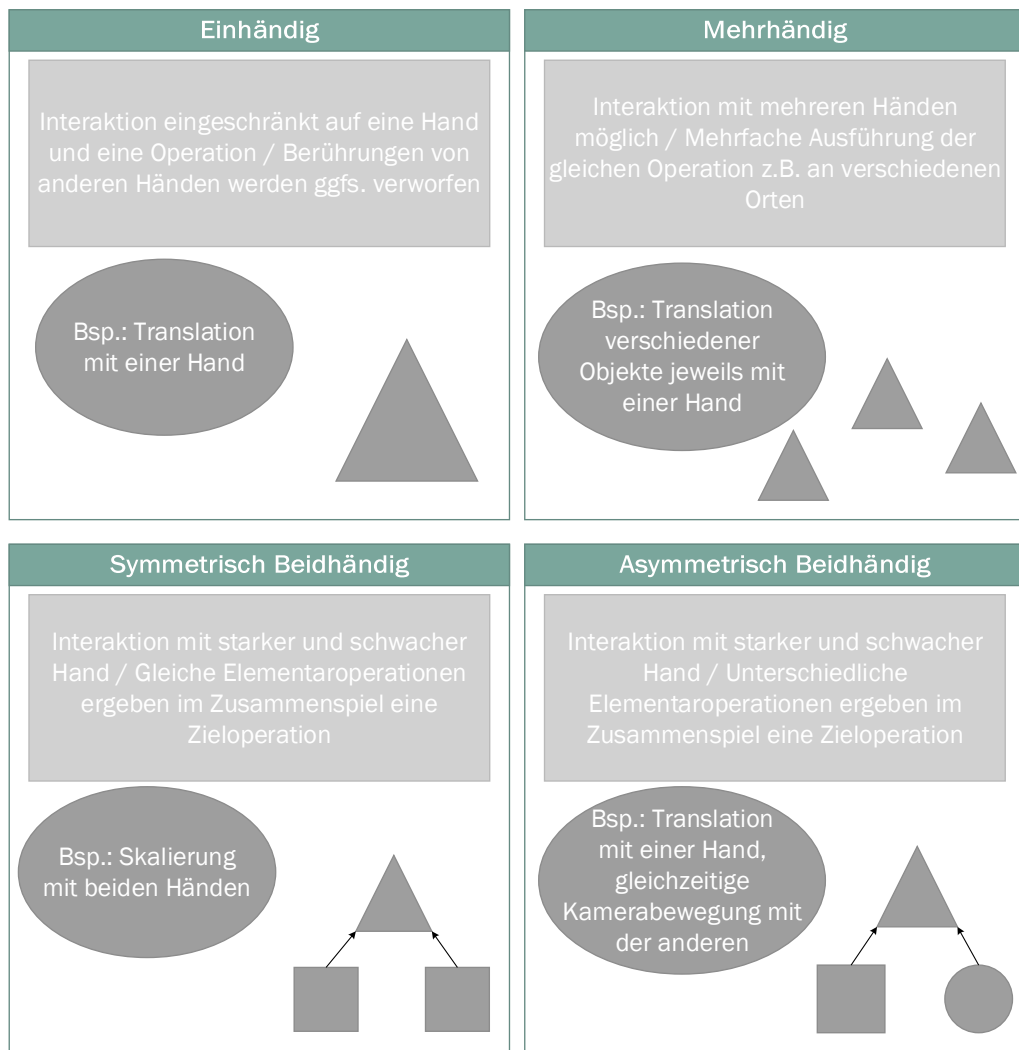 Einhändig
Interaktion eingeschränkt auf eine Hand
und eine Operation / Berührungen von
anderen Händen werden ggfs. verworfen
Bsp.: Translation
mit einer Hand
Mehrhändig
Interaktion mit mehreren Händen
möglich / Mehrfache Ausführung der
gleichen Operation z.B. an verschiedenen
Orten
Bsp.: Translation
verschiedener
Objekte jeweils mit
einer Hand
Symmetrisch Beidhändig
Interaktion mit starker und schwacher
Hand / Gleiche Elementaroperationen
ergeben im Zusammenspiel eine
Zieloperation
Bsp.: Skalierung
mit beiden Händen
Asymmetrisch Beidhändig
Interaktion mit starker und schwacher
Hand / Unterschiedliche
Elementaroperationen ergeben im
Zusammenspiel eine Zieloperation
Bsp.: Translation
mit einer Hand,
gleichzeitige
Kamerabewegung mit
der anderen